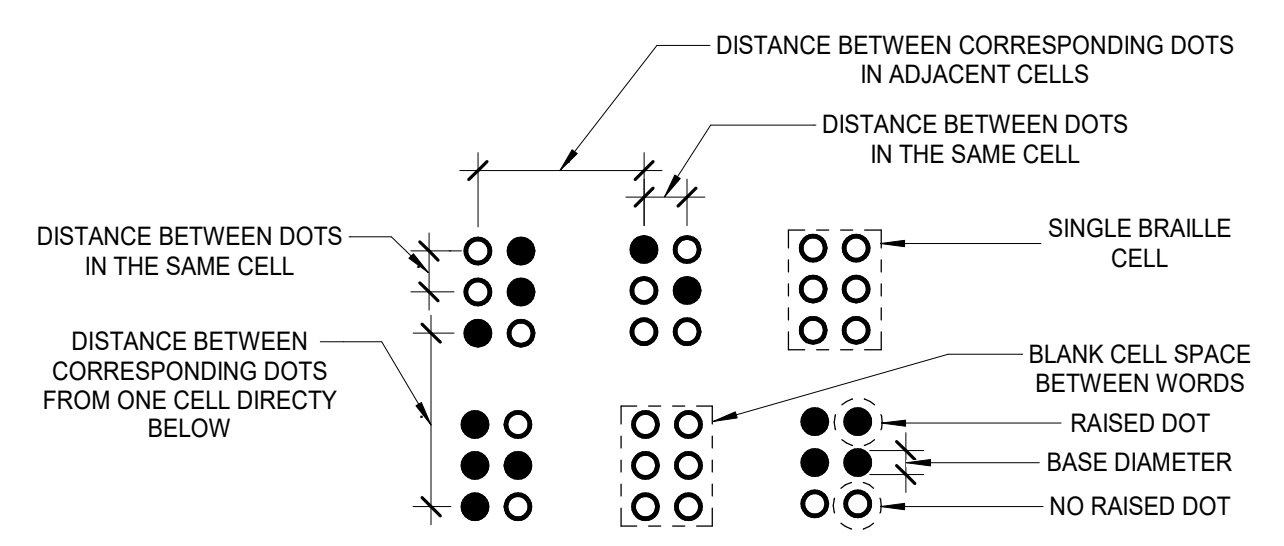 DISTANCE BETWEEN CORRESPONDING DOTS
IN ADJACENT CELLS
DISTANCE BETWEEN DOTS
IN THE SAME CELL
DISTANCE BETWEEN DOTS
IN THE SAME CELL
SINGLE BRAILLE
CELL
DISTANCE BETWEEN
CORRESPONDING DOTS
FROM ONE CELL DIRECTY
BELOW
BLANK CELL SPACE
BETWEEN WORDS
RAISED DOT
BASE DIAMETER
NO RAISED DOT